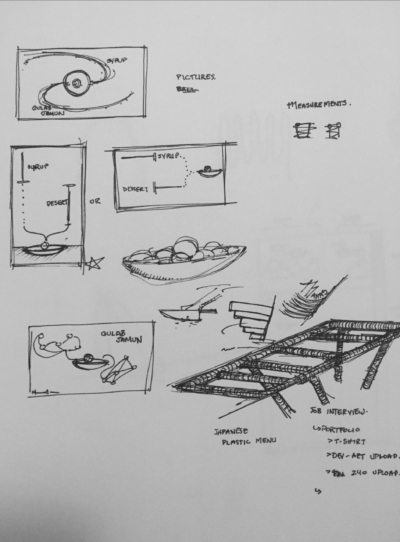 SYRUP
GULAB
JAMUN
PICTURES.
MEASUREMENTS.
SYRUP
DESERT
OR
SYRUP.
DESERT
GULAB
JAMUN
JAPANESE
PLASTIC MENU
JOB INTERVIEW.
↳PORTFOLIO
>T-SHIRT
>DEV-ART UPLOAD.
> 240 UPLOAD.
↳